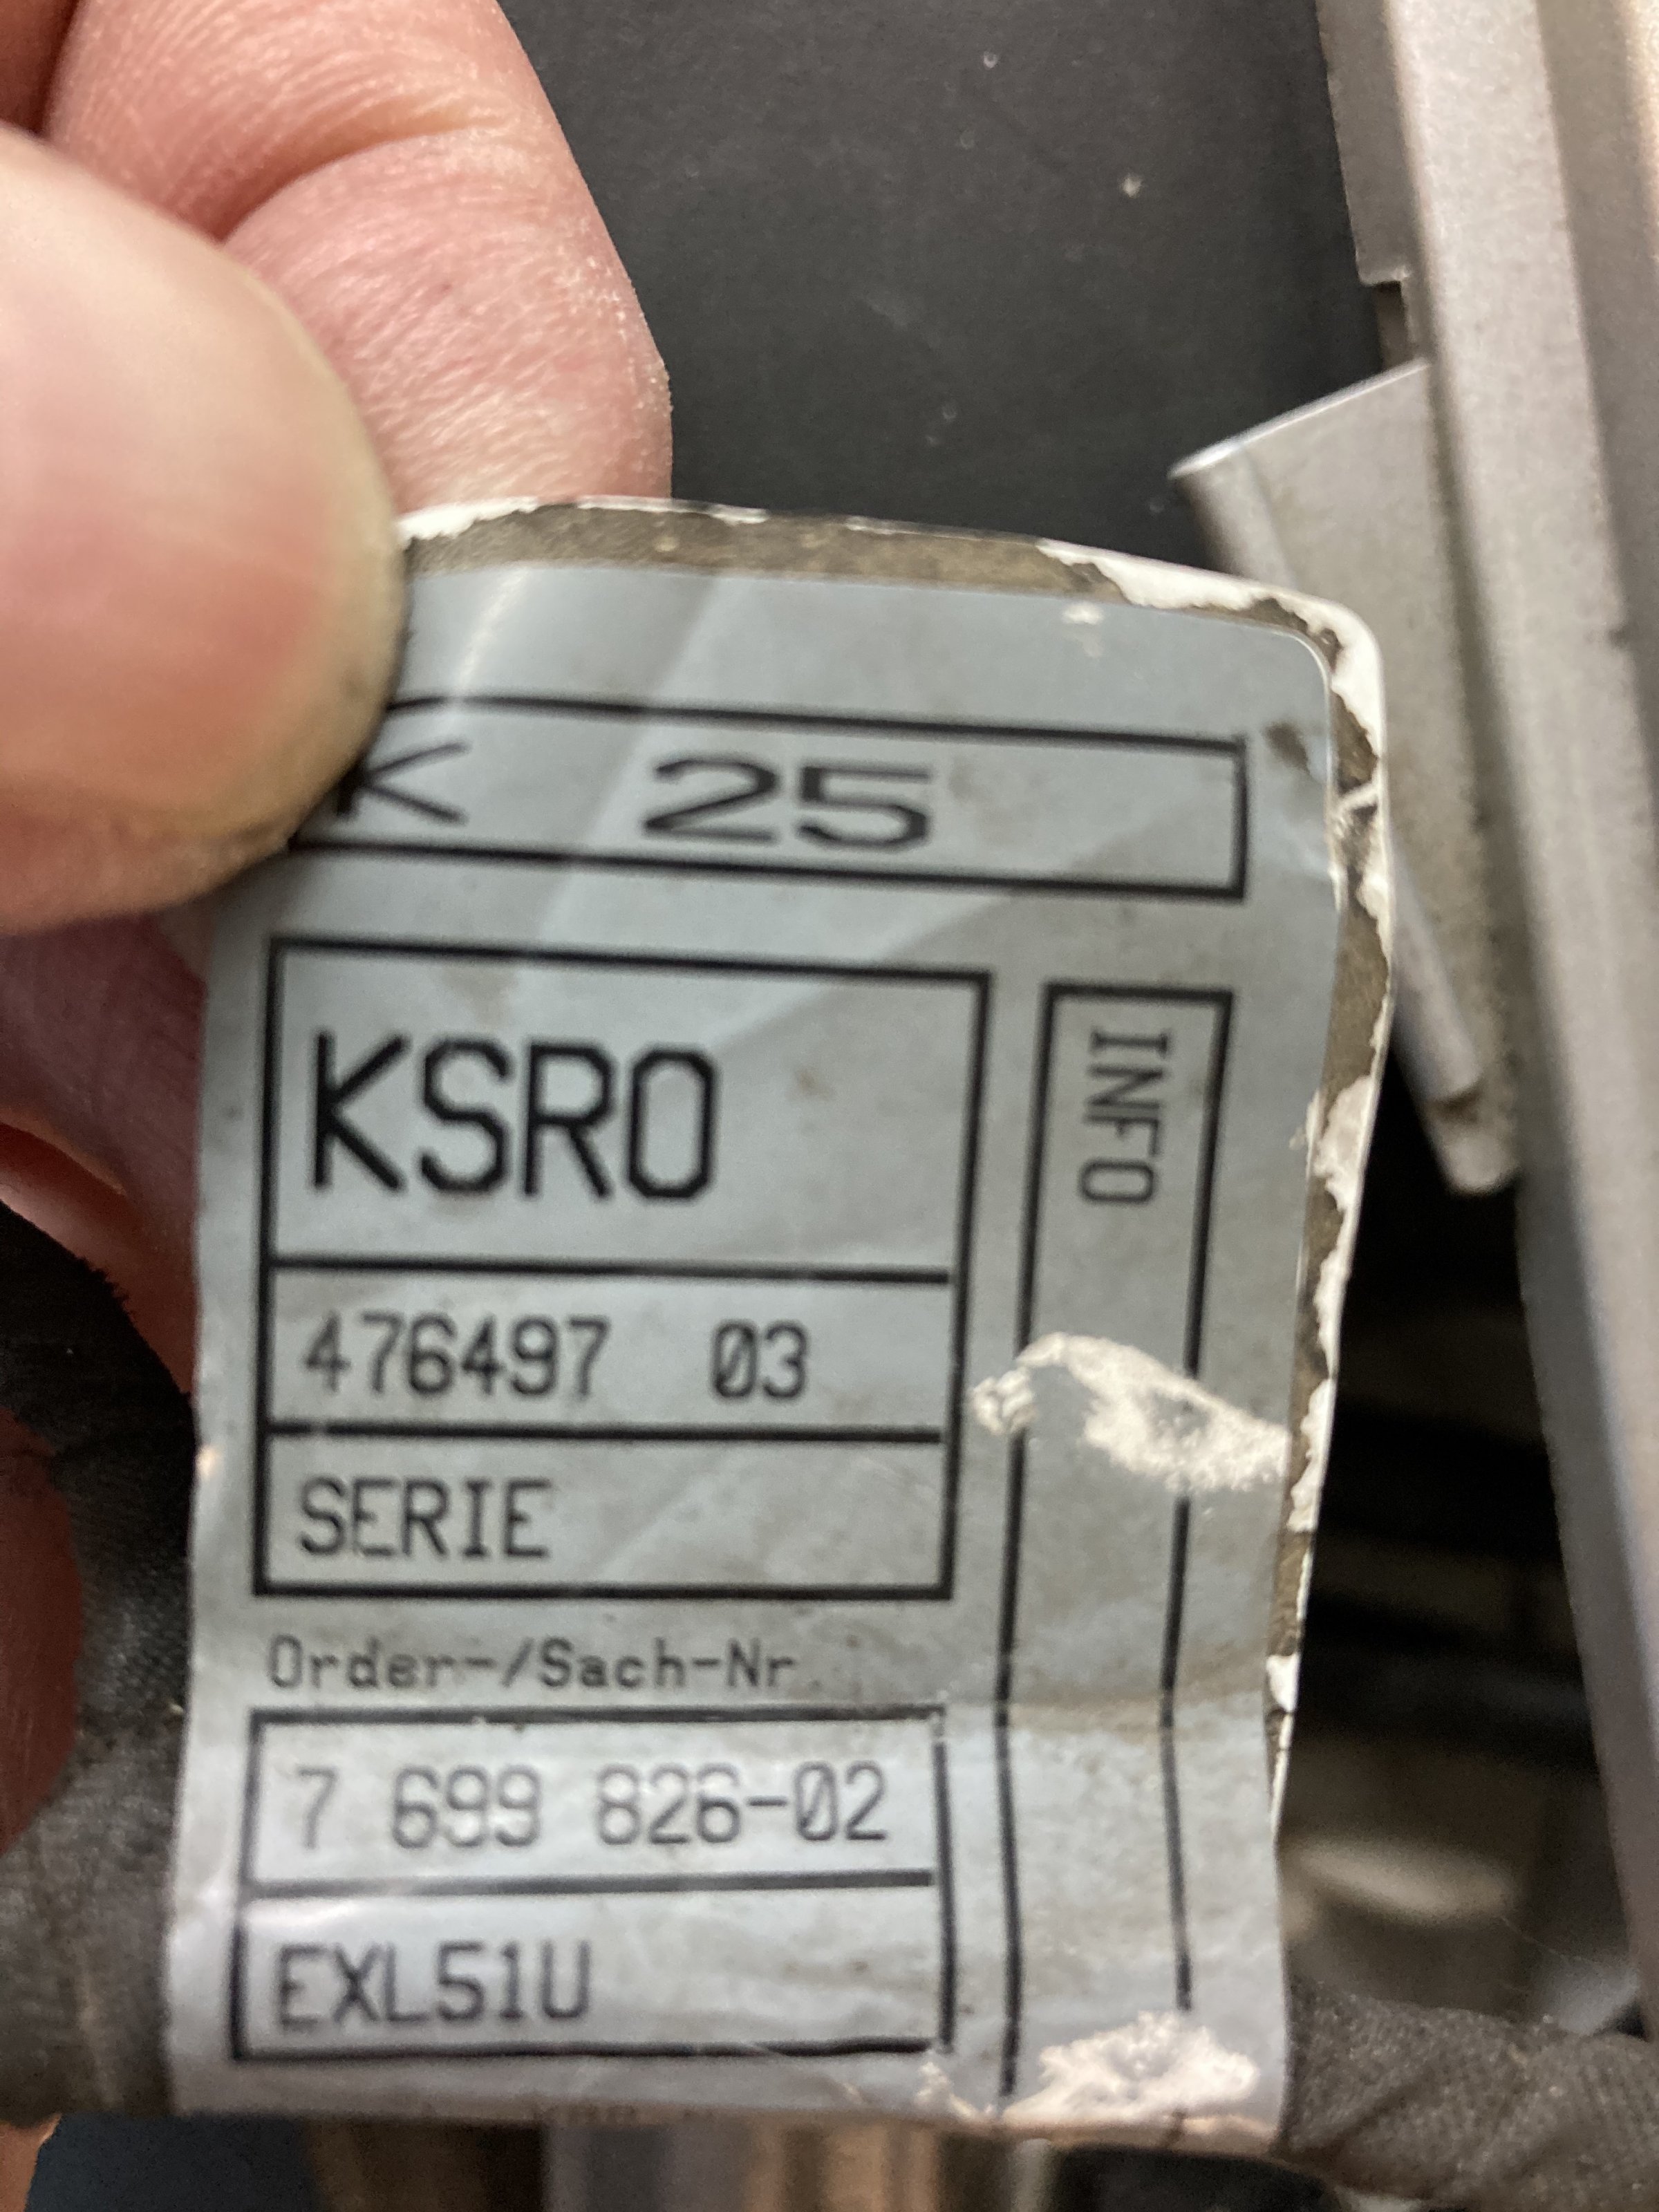 K 25
KSRO
INFO
476497 03
SERIE
Order-/Sach-Nr.
7 699 826-02
EXL51U